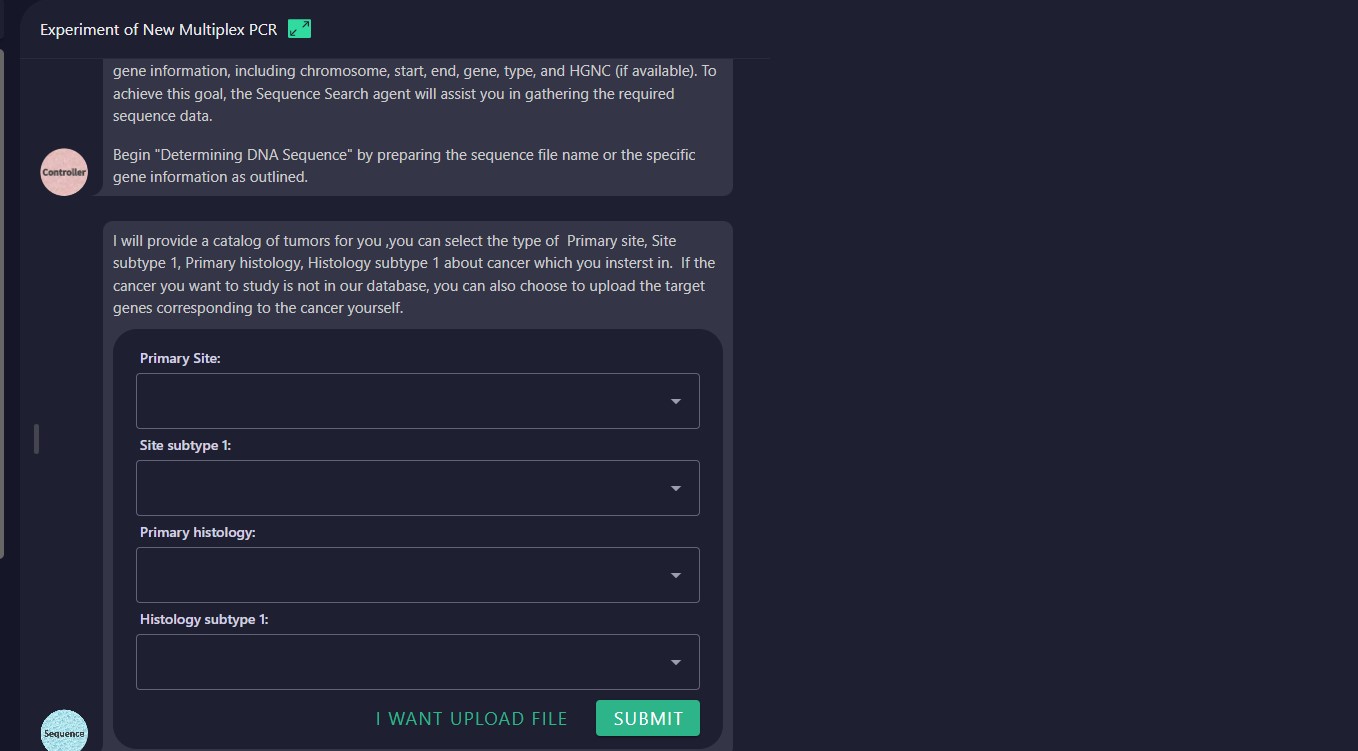 Experiment of New Multiplex PCR
gene information, including chromosome, start, end, gene, type, and HGNC (if available). To
achieve this goal, the Sequence Search agent will assist you in gathering the required
sequence data.
Begin "Determining DNA Sequence" by preparing the sequence file name or the specific
gene information as outlined.
Controller
I will provide a catalog of tumors for you ,you can select the type of  Primary site, Site
subtype 1, Primary histology, Histology subtype 1 about cancer which you insterst in.  If the
cancer you want to study is not in our database, you can also choose to upload the target
genes corresponding to the cancer yourself.
Primary Site:
Site subtype 1:
Primary histology:
Histology subtype 1:
I WANT UPLOAD FILE
SUBMIT
Sequence